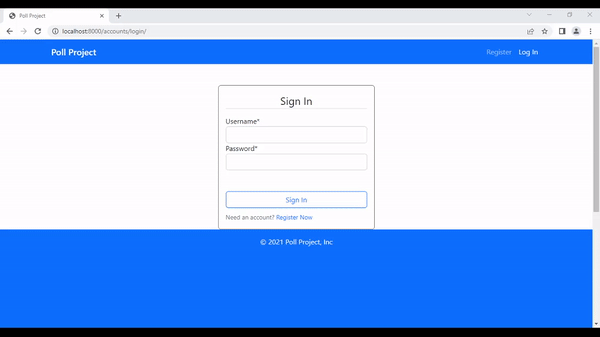 Poll Project
localhost:8000/accounts/login/
Poll Project
Register Log In
Sign In
Username*
Password*
Sign In
Need an account? Register Now
© 2021 Poll Project, Inc